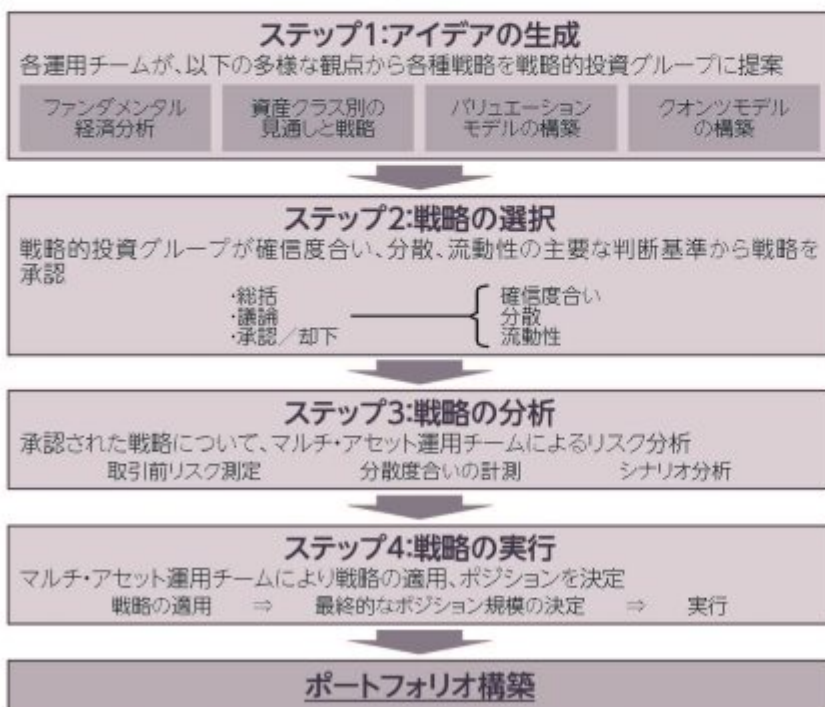 ステップ1:アイデアの生成
各運用チームが、以下の多様な観点から各種戦略を戦略的投資グループに提案
ファンダメンタル
経済分析
資産クラス別の
見通しと戦略
バリュエーション
モデルの構築
クオンツモデル
の構築
ステップ2:戦略の選択
戦略的投資グループが確信度合い、分散、流動性の主要な判断基準から戦略を
承認
・総括
・議論
・承認／却下
確信度合い
分散
流動性
ステップ3:戦略の分析
承認された戦略について、マルチ・アセット運用チームによるリスク分析
取引前リスク測定 分散度合いの計測 シナリオ分析
ステップ4:戦略の実行
マルチ・アセット運用チームにより戦略の適用、ポジションを決定
戦略の適用 ⇒ 最終的なポジション規模の決定 ⇒ 実行
ポートフォリオ構築